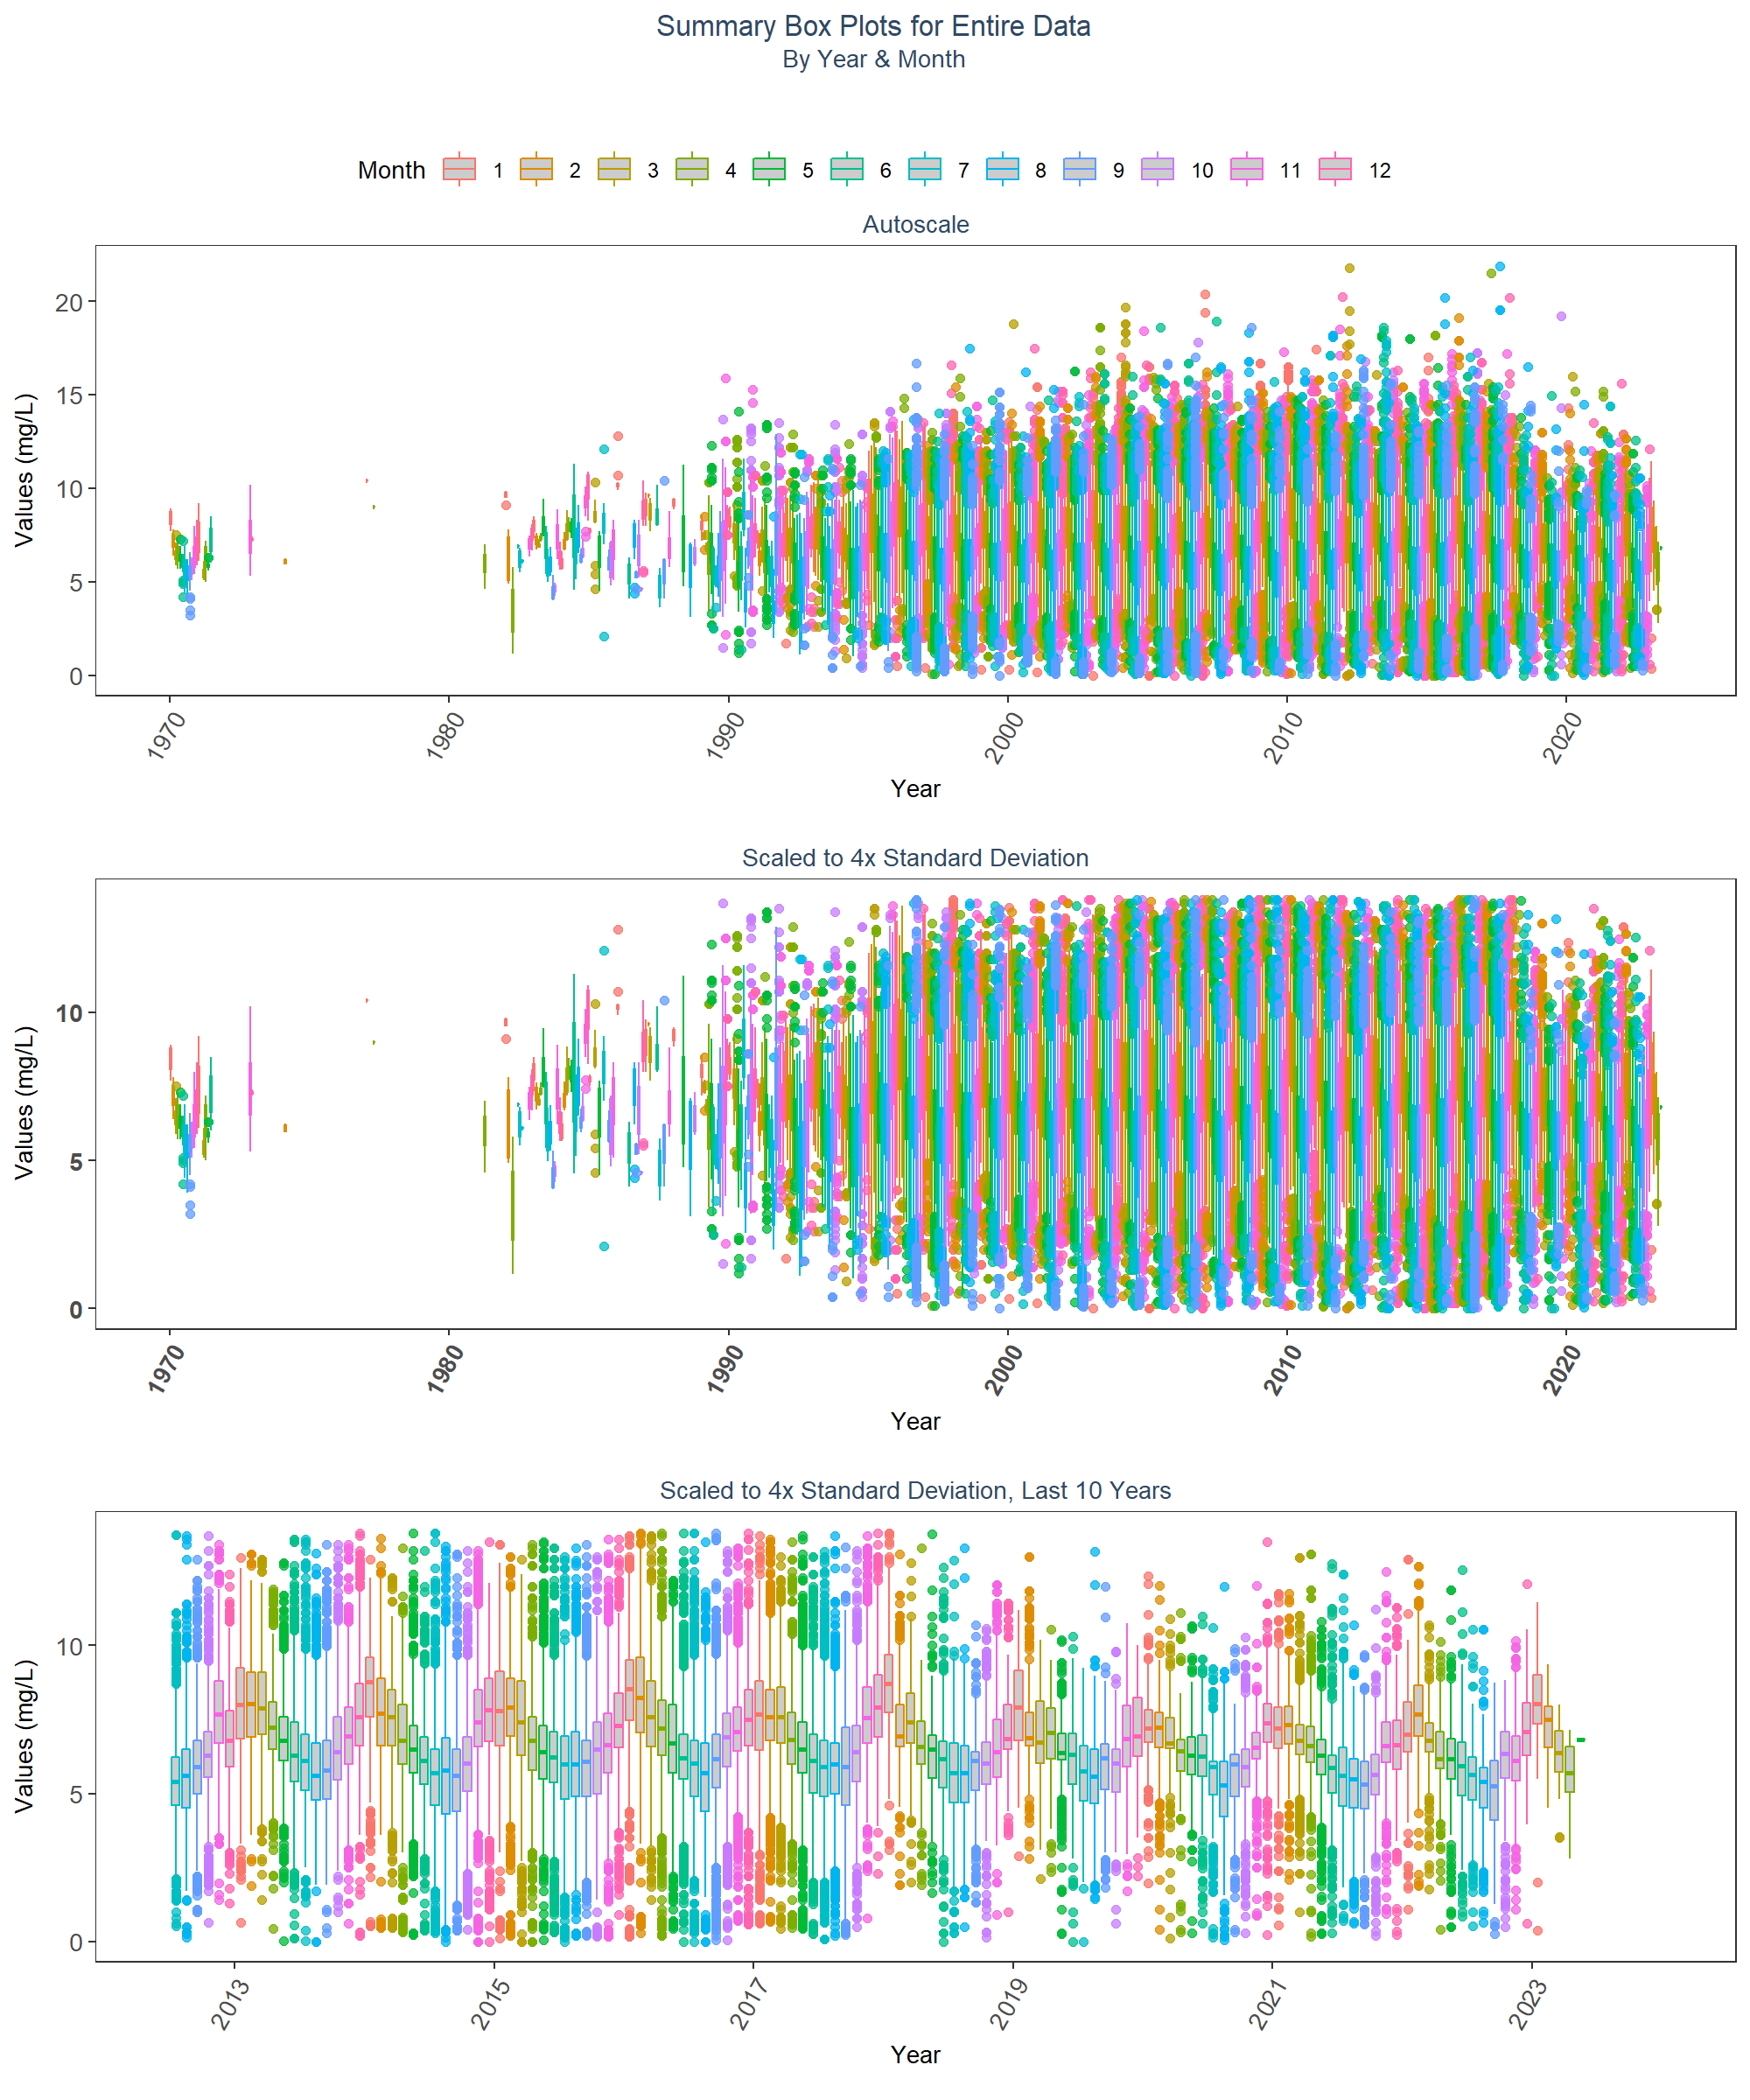 Summary Box Plots for Entire Data
By Year & Month
Month 1 2 3 4 5 6 7 8 9 10 11 12
Autoscale
Values (mg/L)
20
15
10
5
0
1970 1980 1990 2000 2010 2020
Year
Scaled to 4x Standard Deviation
Values (mg/L)
10
5
0
1970 1980 1990 2000 2010 2020
Year
Scaled to 4x Standard Deviation, Last 10 Years
Values (mg/L)
10
5
0
2013 2015 2017 2019 2021 2023
Year